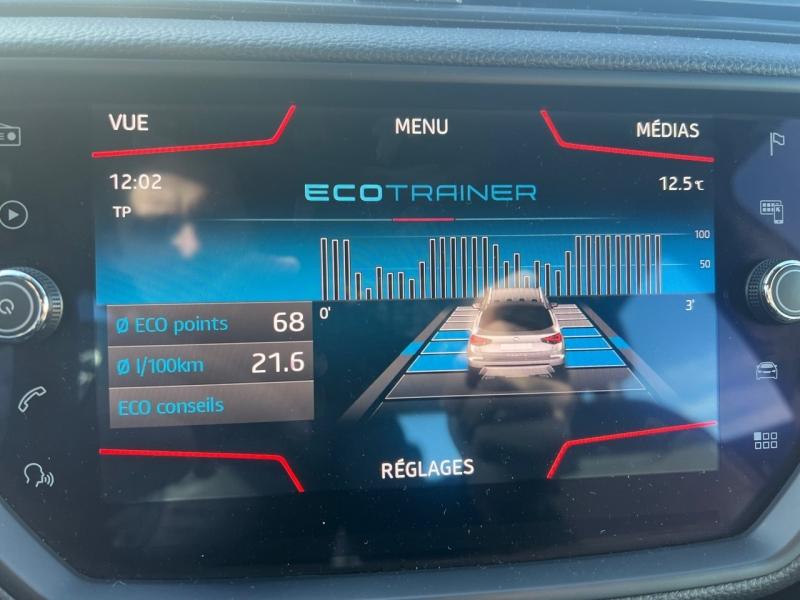 VUE
MENU
MÉDIAS
12:02
TP
ECOTRAINER
12.5℃
100
50
0'
3'
Ø ECO points 68
Ø l/100km 21.6
ECO conseils
RÉGLAGES